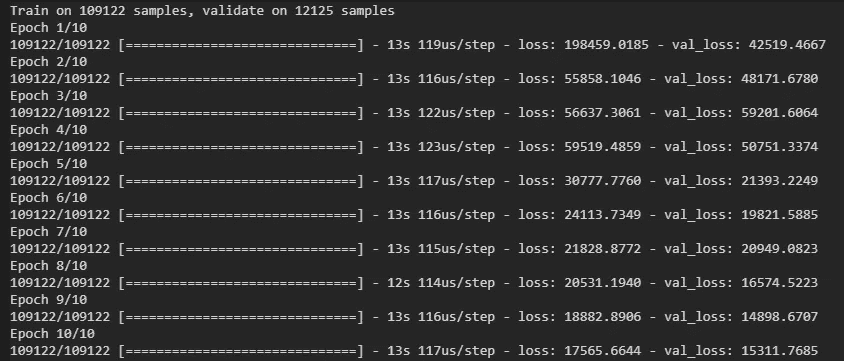 Train on 109122 samples, validate on 12125 samples
Epoch 1/10
109122/109122 [==============================] - 13s 119us/step - loss: 198459.0185 - val_loss: 42519.4667
Epoch 2/10
109122/109122 [==============================] - 13s 116us/step - loss: 55858.1046 - val_loss: 48171.6780
Epoch 3/10
109122/109122 [==============================] - 13s 122us/step - loss: 56637.3061 - val_loss: 59201.6064
Epoch 4/10
109122/109122 [==============================] - 13s 123us/step - loss: 59519.4859 - val_loss: 50751.3374
Epoch 5/10
109122/109122 [==============================] - 13s 117us/step - loss: 30777.7760 - val_loss: 21393.2249
Epoch 6/10
109122/109122 [==============================] - 13s 116us/step - loss: 24113.7349 - val_loss: 19821.5885
Epoch 7/10
109122/109122 [==============================] - 13s 115us/step - loss: 21828.8772 - val_loss: 20949.0823
Epoch 8/10
109122/109122 [==============================] - 12s 114us/step - loss: 20531.1940 - val_loss: 16574.5223
Epoch 9/10
109122/109122 [==============================] - 13s 116us/step - loss: 18882.8906 - val_loss: 14898.6707
Epoch 10/10
109122/109122 [==============================] - 13s 117us/step - loss: 17565.6644 - val_loss: 15311.7685